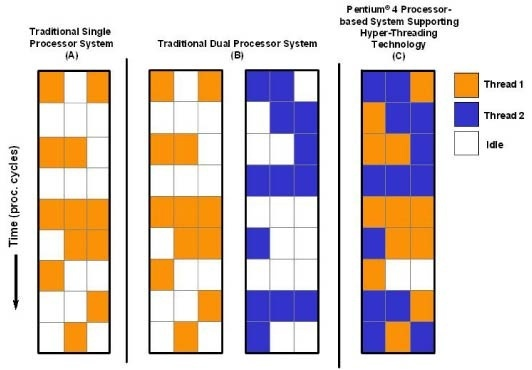 Traditional Single
Processor System
(A)
Traditional Dual Processor System
(B)
Pentium® 4 Processor-
based System Supporting
Hyper-Threading
Technology
(C)
Thread 1
Thread 2
Idle
Time (proc. cycles)